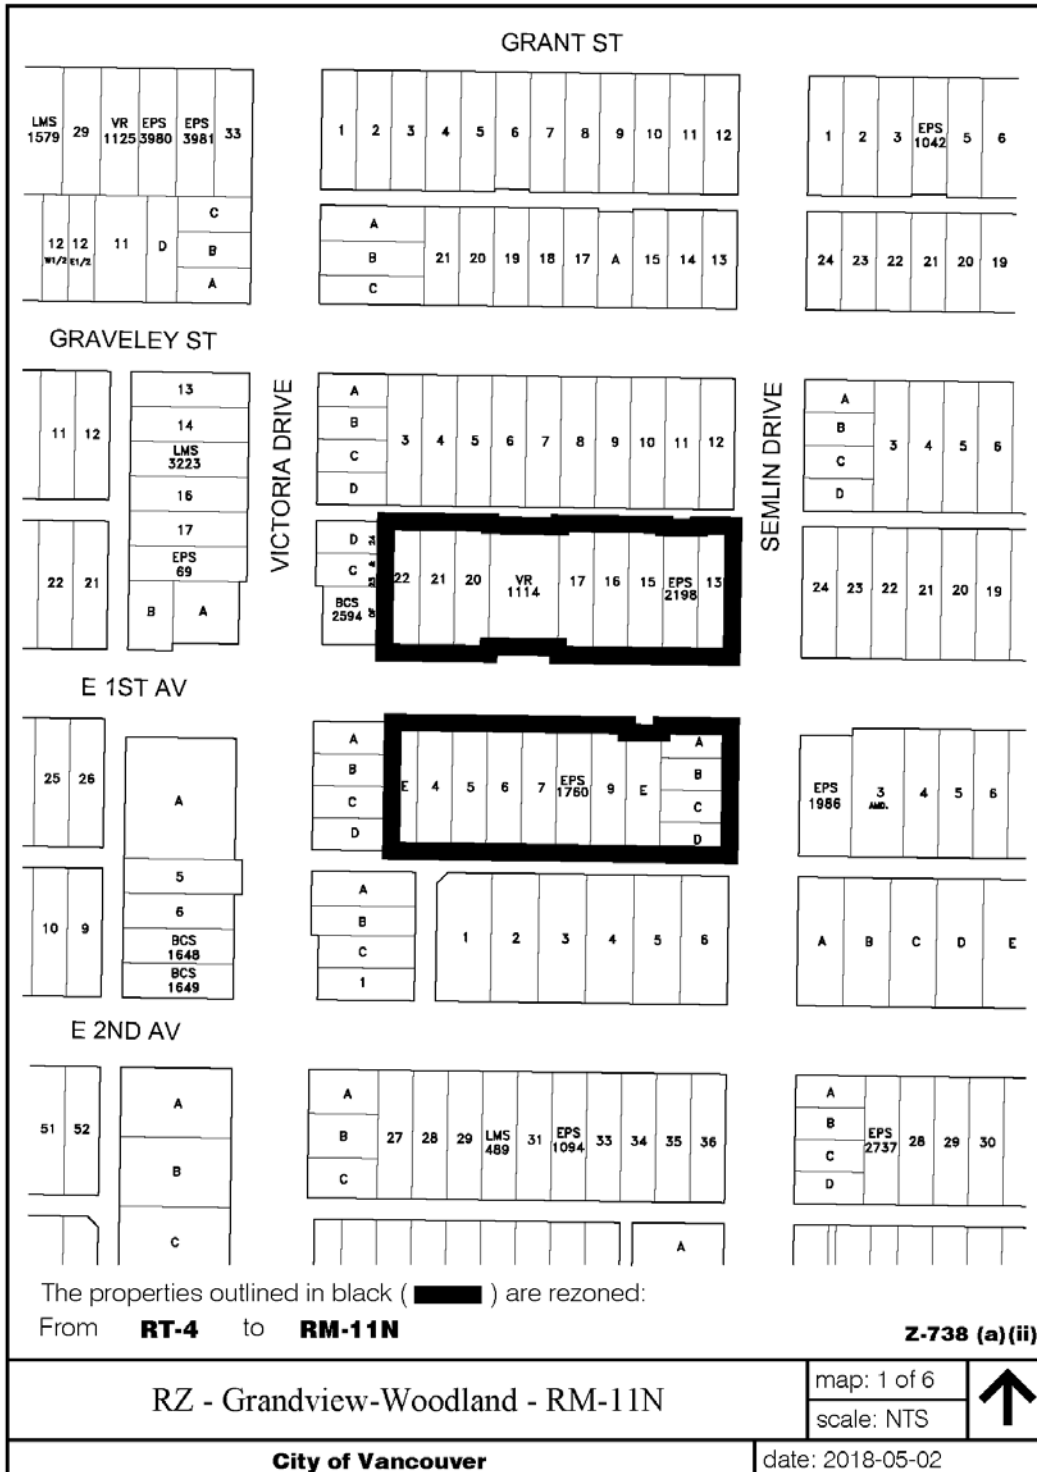 GRANT ST
LMS 1579 29 VR 1125 EPS 3980 EPS 3981 33
1 2 3 4 5 6 7 8 9 10 11 12
1 2 3 EPS 1042 5 6
12 W1/2 12 E1/2 11 D C B A
A B C 21 20 19 18 17 A 15 14 13
24 23 22 21 20 19
GRAVELEY ST
VICTORIA DRIVE
SEMLIN DRIVE
11 12
13
14
LMS 3223
16
17
EPS 69
B A
22 21
A B C D 3 4 5 6 7 8 9 10 11 12
A B C D 3 4 5 6
D C BCS 2594
22 21 20 VR 1114 17 16 15 EPS 2198 13
24 23 22 21 20 19
E 1ST AV
25 26
A
5
6
BCS 1648
BCS 1649
10 9
A B C D
E 4 5 6 7 EPS 1760 9 E A B C D
EPS 1986 3 AMD. 4 5 6
A B C 1
1 2 3 4 5 6
A B C D E
E 2ND AV
51 52
A
B
C
A B C 27 28 29 LMS 489 31 EPS 1094 33 34 35 36
A B C D EPS 2737 28 29 30
A
The properties outlined in black ( ) are rezoned:
From RT-4 to RM-11N
Z-738 (a)(ii)
RZ - Grandview-Woodland - RM-11N
map: 1 of 6
scale: NTS
City of Vancouver
date: 2018-05-02